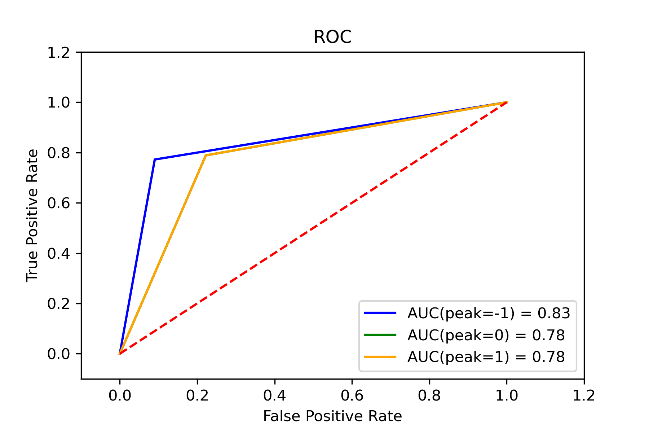 ROC
True Positive Rate
1.2
1.0
0.8
0.6
0.4
0.2
0.0
AUC(peak=-1) = 0.83
AUC(peak=0) = 0.78
AUC(peak=1) = 0.78
0.0 0.2 0.4 0.6 0.8 1.0 1.2
False Positive Rate